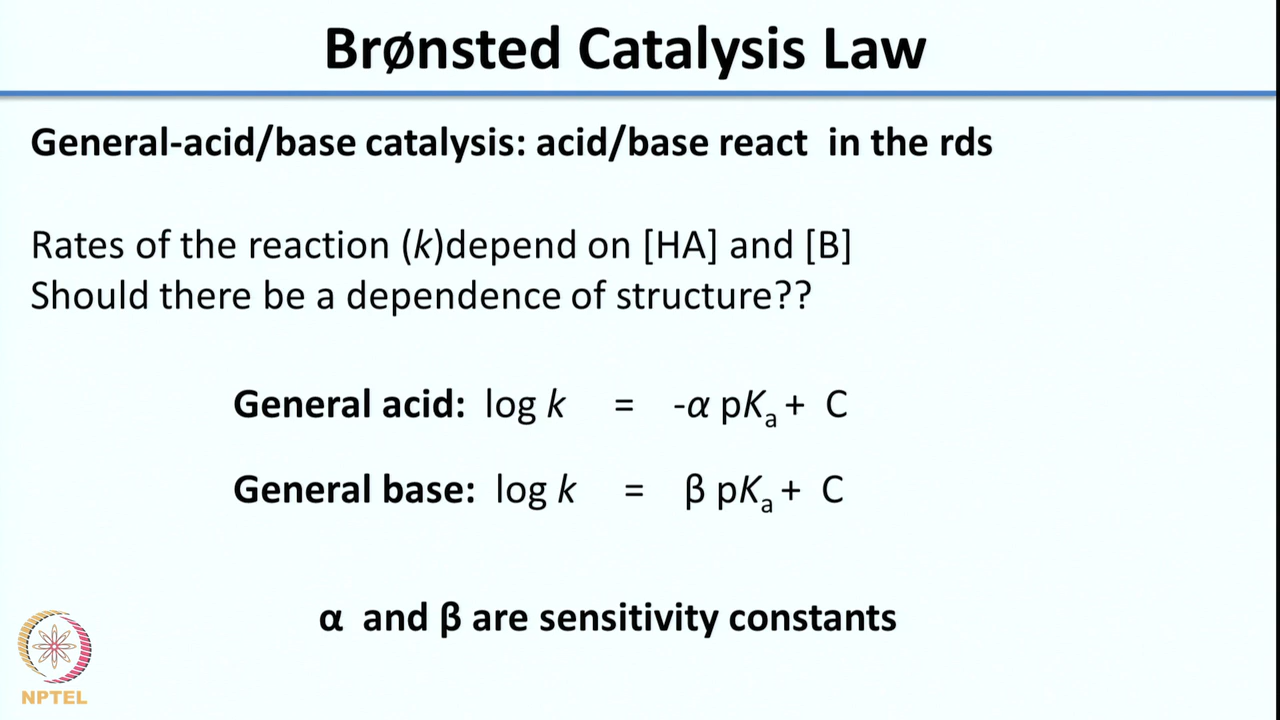 Brønsted Catalysis Law
General-acid/base catalysis: acid/base react in the rds
Rates of the reaction (k)depend on [HA] and [B]
Should there be a dependence of structure??
General acid: log k = -α pKa + C
General base: log k = β pKa + C
α and β are sensitivity constants
NPTEL